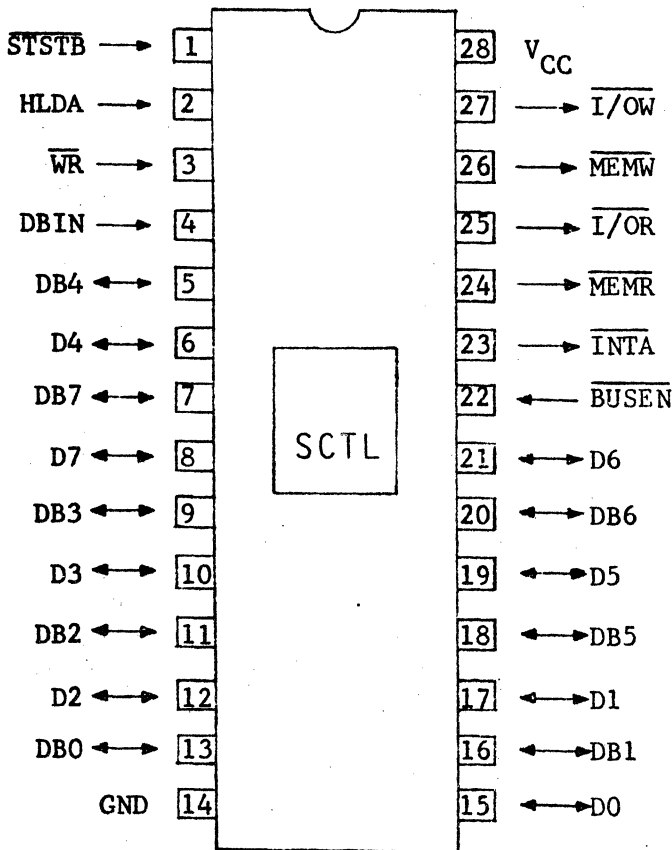 STSTB 1 28 VCC
HLDA 2 27 I/OW
WR 3 26 MEMW
DBIN 4 25 I/OR
DB4 5 24 MEMR
D4 6 23 INTA
DB7 7 22 BUSEN
D7 8 SCTL 21 D6
DB3 9 20 DB6
D3 10 19 D5
DB2 11 18 DB5
D2 12 17 D1
DB0 13 16 DB1
GND 14 15 D0